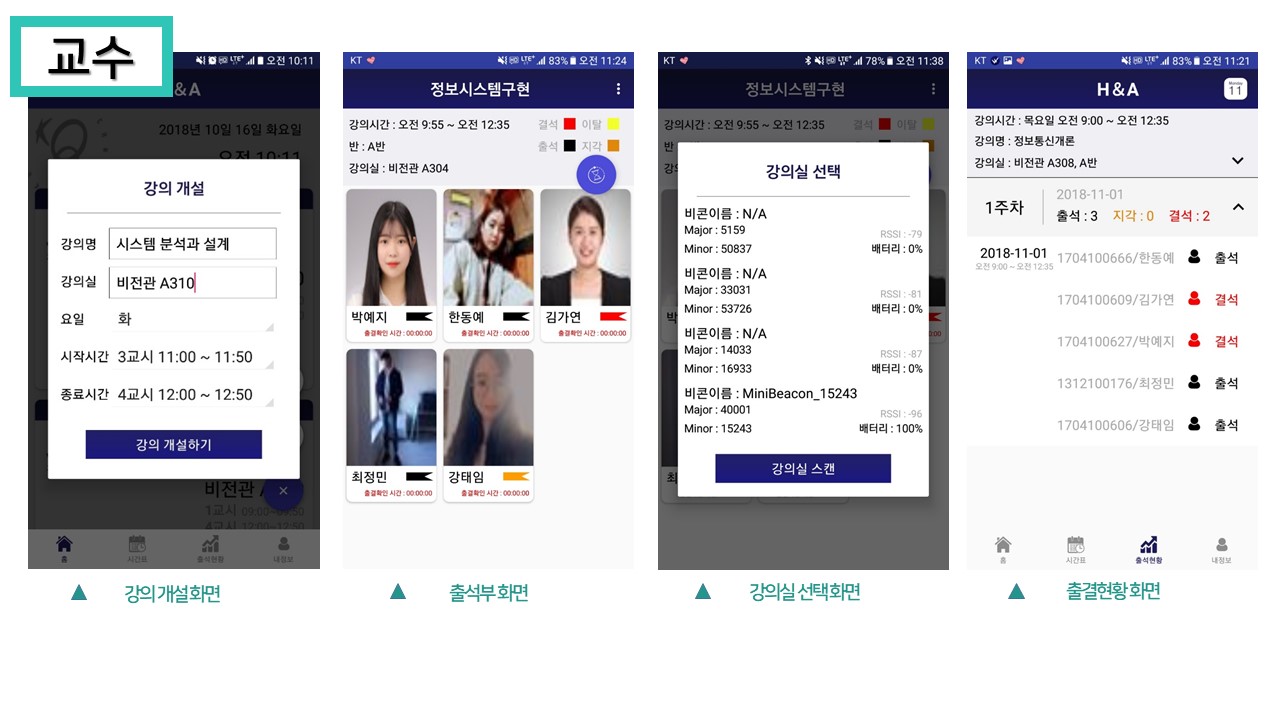 교수
LTE+ 오전 10:11
H&A
2018년 10월 16일 화요일
오전 10:11
강의 개설
강의명 시스템 분석과 설계
강의실 비전관 A310
요일 화
시작시간 3교시 11:00 ~ 11:50
종료시간 4교시 12:00 ~ 12:50
강의 개설하기
비전관
1교시 09:00~09:50
4교시 12:00~12:50
홈 시간표 출석현황 내정보
▲ 강의 개설 화면
KT LTE+ 83% 오전 11:24
정보시스템구현
강의시간 : 오전 9:55 ~ 오전 12:35 결석 이탈
반 : A반 출석 지각
강의실 : 비전관 A304
박예지 한동예 김가연
출결확인 시간 : 00:00:00 출결확인 시간 : 00:00:00 출결확인 시간 : 00:00:00
최정민 강태임
출결확인 시간 : 00:00:00 출결확인 시간 : 00:00:00
▲ 출석부 화면
KT LTE+ 78% 오전 11:38
정보시스템구현
강의시간 : 오전 9:55 ~ 오전 12:35 결석 이탈
반 지각
강의실 선택
비콘이름 : N/A
Major : 5159 RSSI : -79
Minor : 50837 배터리 : 0%
비콘이름 : N/A
Major : 33031 RSSI : -81
Minor : 53726 배터리 : 0%
비콘이름 : N/A
Major : 14033 RSSI : -87
Minor : 16933 배터리 : 0%
비콘이름 : MiniBeacon_15243
Major : 40001 RSSI : -96
Minor : 15243 배터리 : 100%
강의실 스캔
▲ 강의실 선택 화면
KT LTE+ 83% 오전 11:21
H&A
Monday 11
강의시간 : 목요일 오전 9:00 ~ 오전 12:35
강의명 : 정보통신개론
강의실 : 비전관 A308, A반
1주차 2018-11-01
출석 : 3 지각 : 0 결석 : 2
2018-11-01 1704100666/한동예 출석
오전 9:00 ~ 오전 12:35
1704100609/김가연 결석
1704100627/박예지 결석
1312100176/최정민 출석
1704100606/강태임 출석
홈 시간표 출석현황 내정보
▲ 출결현황 화면